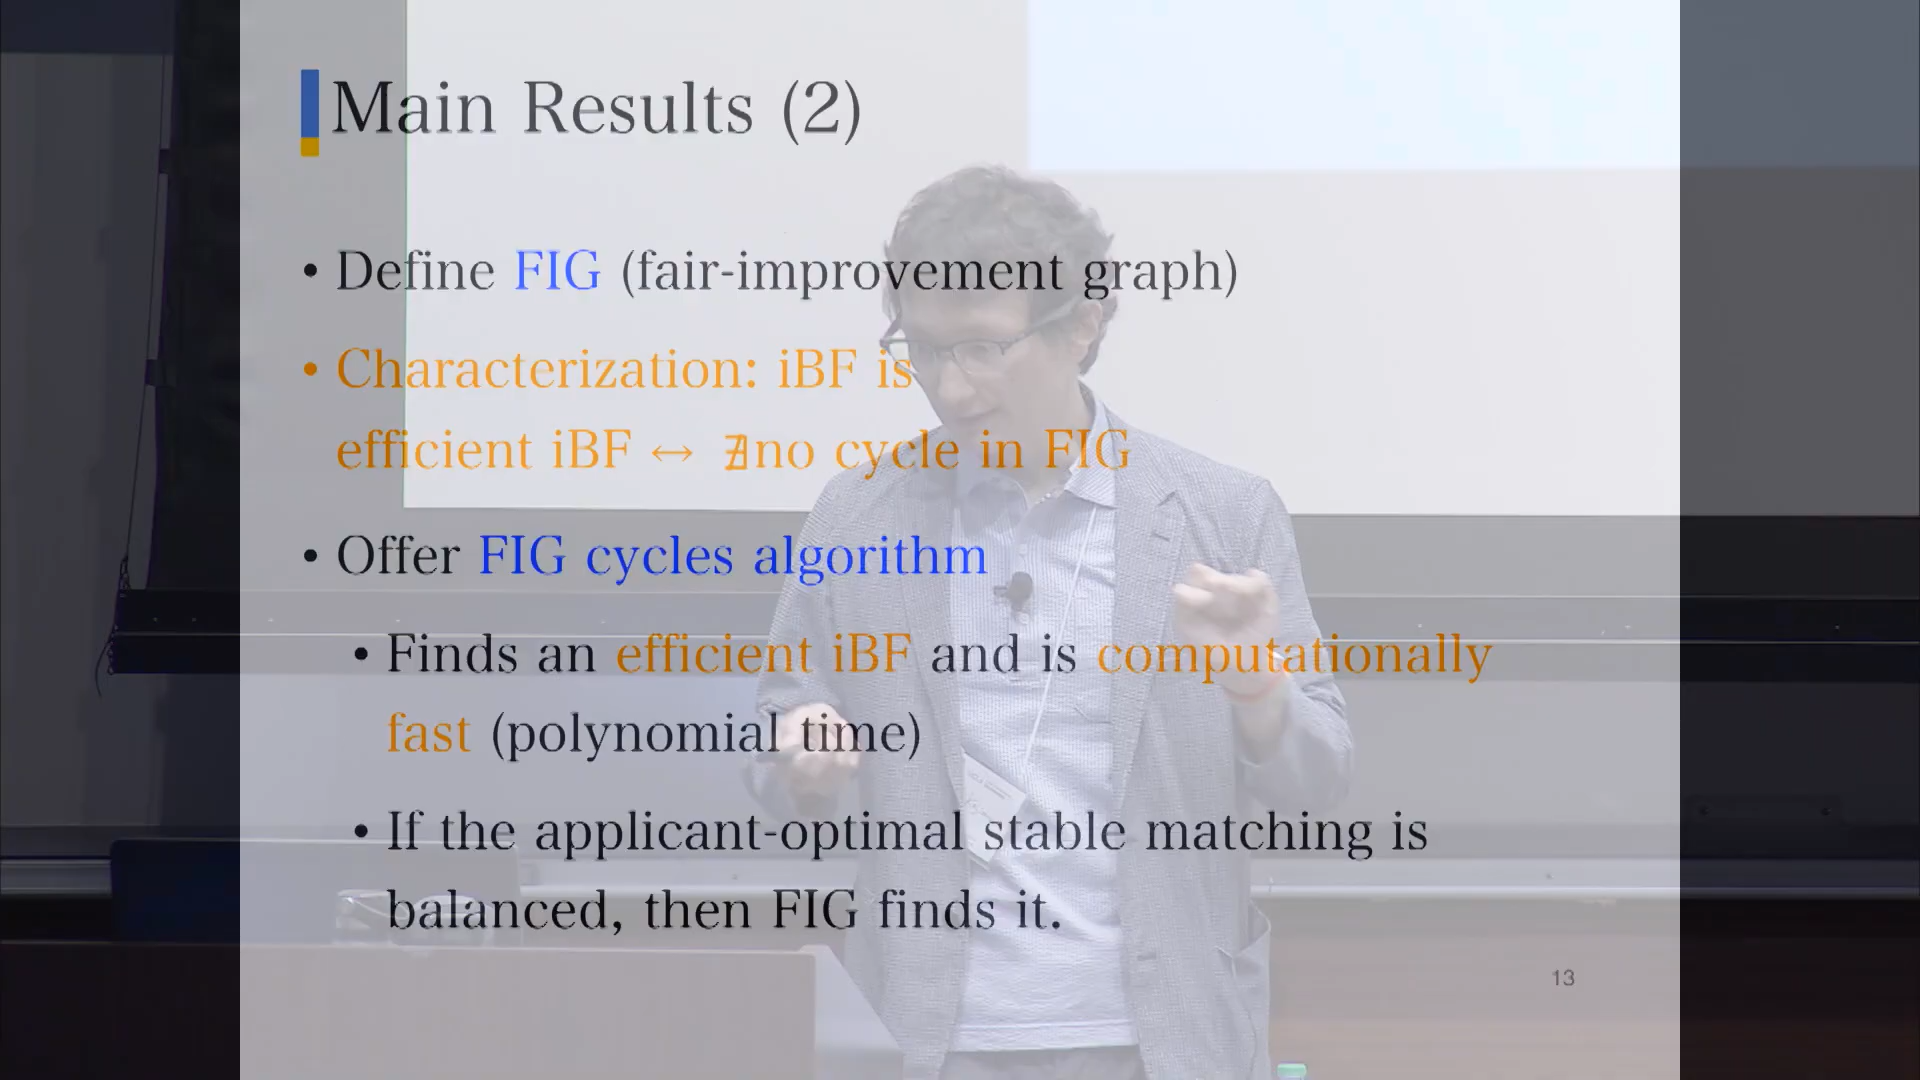 Main Results (2)
• Define FIG (fair-improvement graph)
• Characterization: iBF is
efficient iBF ↔ ∄no cycle in FIG
• Offer FIG cycles algorithm
• Finds an efficient iBF and is computationally
fast (polynomial time)
• If the applicant-optimal stable matching is
balanced, then FIG finds it.
13